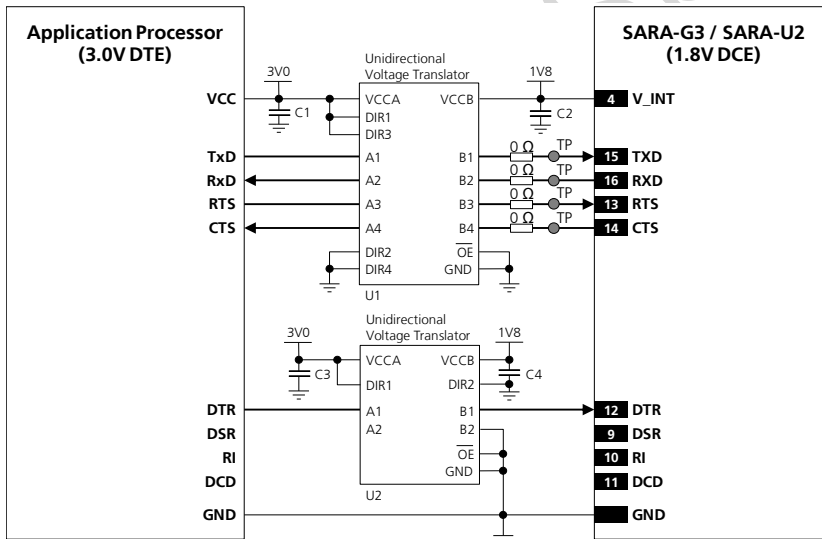 Application Processor
(3.0V DTE)
SARA-G3 / SARA-U2
(1.8V DCE)
Unidirectional
Voltage Translator
3V0
1V8
VCC
C1
VCCA
VCCB
C2
4 V_INT
DIR1
DIR3
TxD
A1
B1
0 Ω
TP
15 TXD
RxD
A2
B2
0 Ω
TP
16 RXD
RTS
A3
B3
0 Ω
TP
13 RTS
CTS
A4
B4
0 Ω
TP
14 CTS
DIR2
OE
DIR4
GND
U1
Unidirectional
Voltage Translator
3V0
1V8
VCCA
VCCB
C3
C4
DIR1
DIR2
DTR
A1
B1
12 DTR
A2
B2
DSR
9 DSR
RI
OE
10 RI
GND
DCD
11 DCD
U2
GND
GND